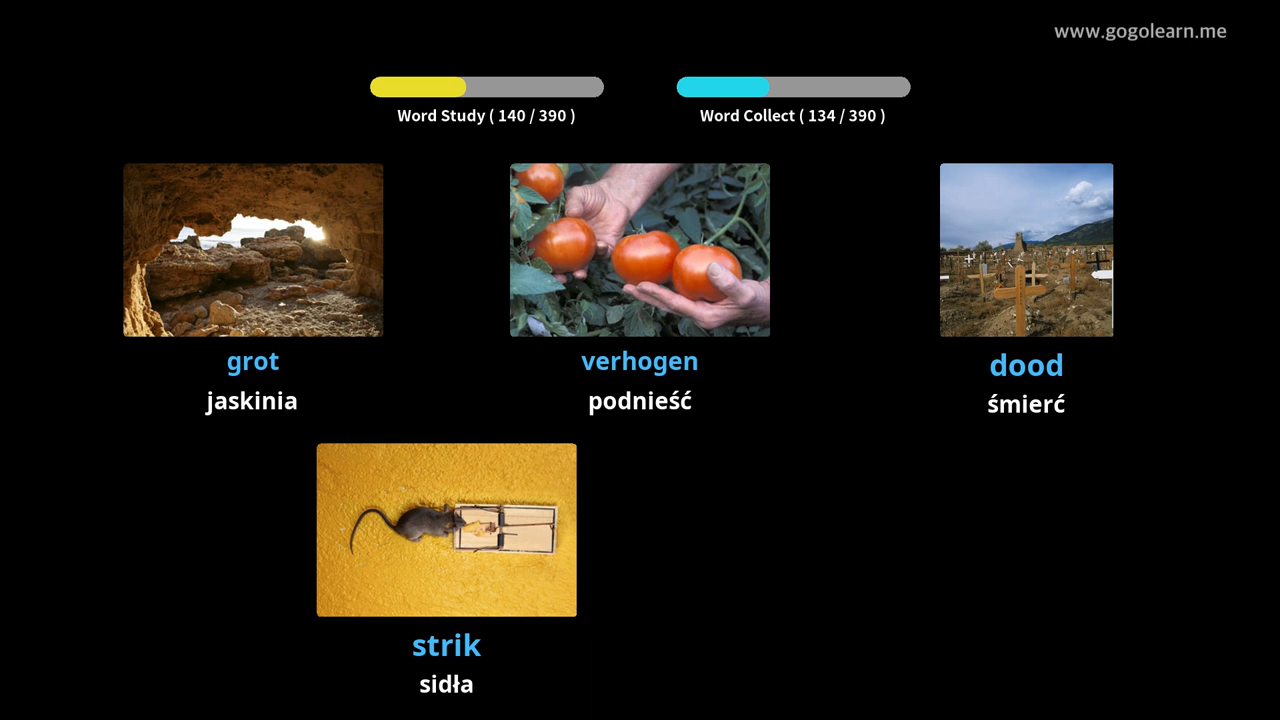 www.gogolearn.me
Word Study ( 140 / 390 )
Word Collect ( 134 / 390 )
grot
verhogen
dood
jaskinia
podnieść
śmierć
strik
sidła